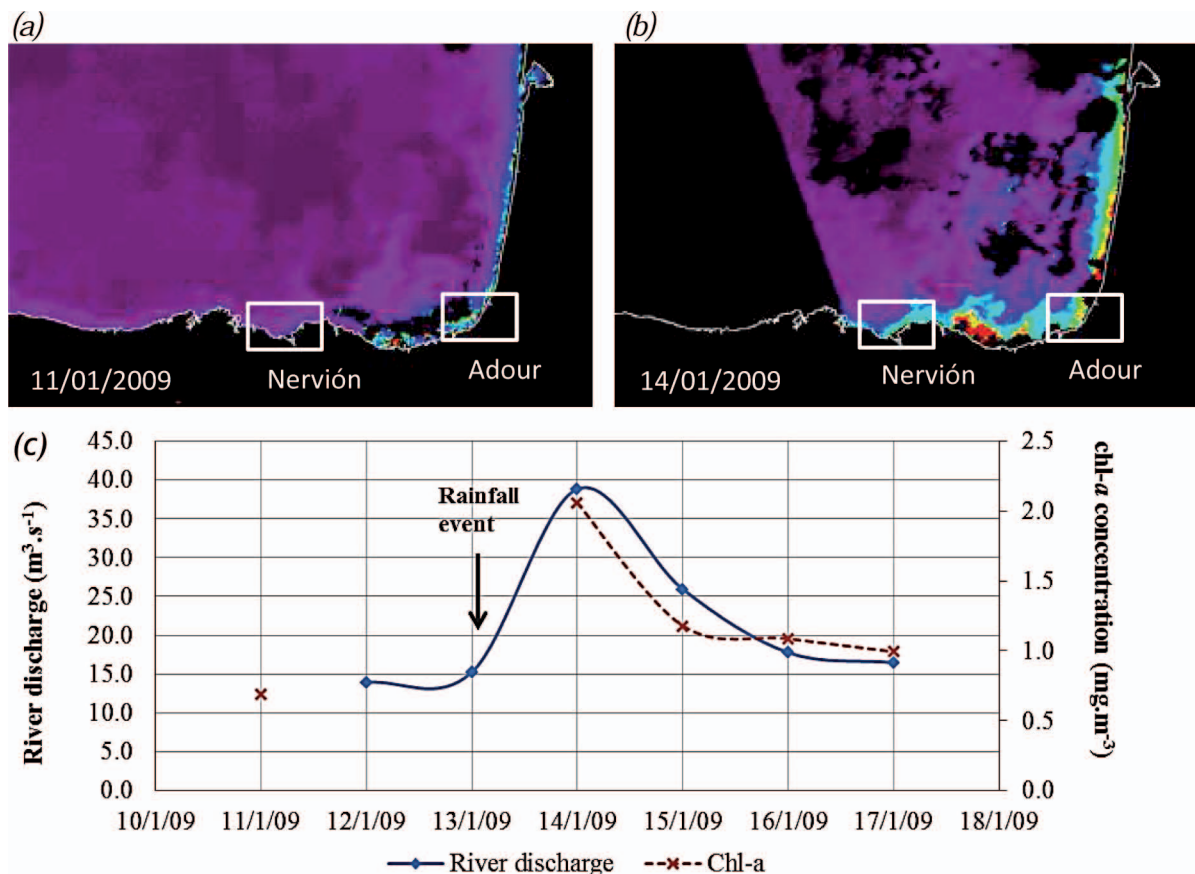 (a)
(b)
11/01/2009
Nervión
Adour
14/01/2009
Nervión
Adour
(c)
River discharge (m³.s⁻¹)
45.0
40.0
35.0
30.0
25.0
20.0
15.0
10.0
5.0
0.0
Rainfall
event
2.5
2.0
1.5
1.0
0.5
0.0
chl-a concentration (mg.m⁻³)
10/1/09 11/1/09 12/1/09 13/1/09 14/1/09 15/1/09 16/1/09 17/1/09 18/1/09
River discharge Chl-a